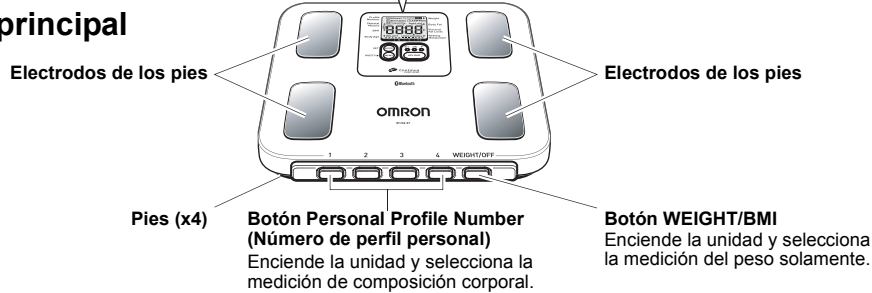 principal
Electrodos de los pies
Electrodos de los pies
8888
Bluetooth
OMRON
1 2 3 4 WEIGHT/OFF
Pies (x4)
Botón Personal Profile Number
(Número de perfil personal)
Enciende la unidad y selecciona la
medición de composición corporal.
Botón WEIGHT/BMI
Enciende la unidad y selecciona
la medición del peso solamente.